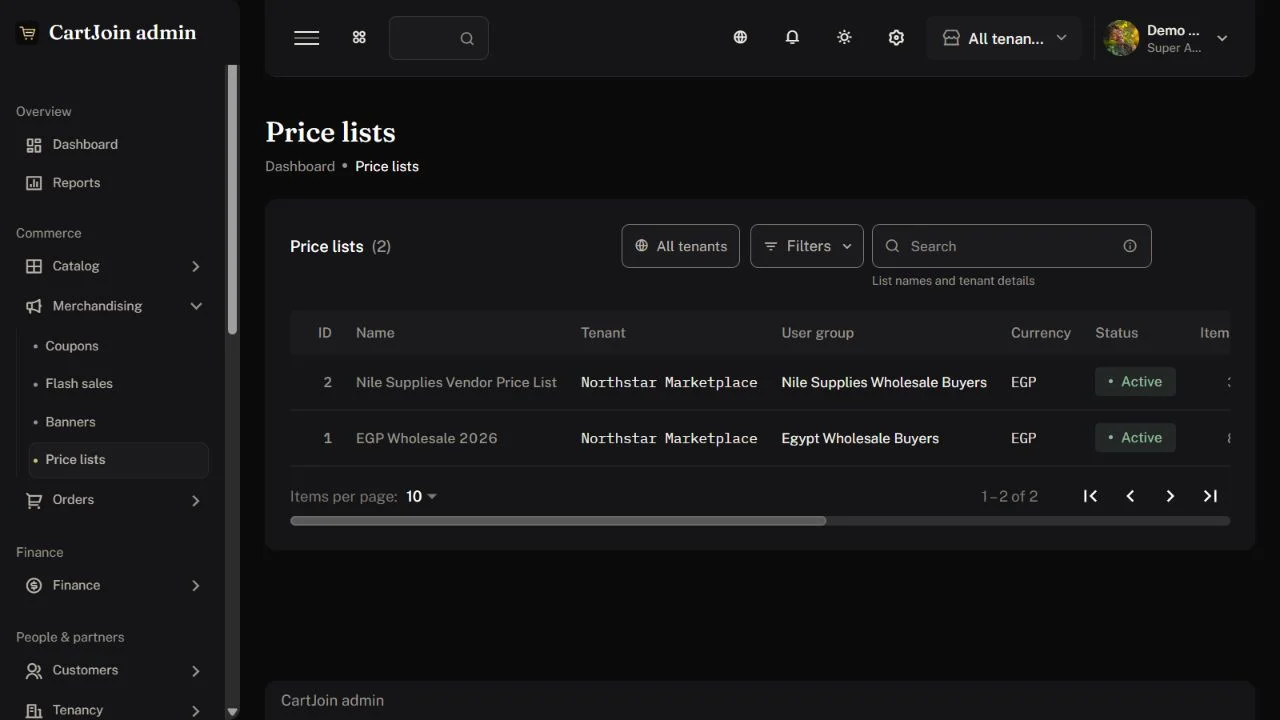 CartJoin admin
All tenan...
Demo ...
Super A...
Overview
Dashboard
Reports
Commerce
Catalog
Merchandising
Coupons
Flash sales
Banners
Price lists
Orders
Finance
Finance
People & partners
Customers
Tenancy
Price lists
Dashboard • Price lists
Price lists (2)
All tenants
Filters
Search
List names and tenant details
ID Name Tenant User group Currency Status Item
2 Nile Supplies Vendor Price List Northstar Marketplace Nile Supplies Wholesale Buyers EGP • Active
1 EGP Wholesale 2026 Northstar Marketplace Egypt Wholesale Buyers EGP • Active
Items per page: 10 1–2 of 2
CartJoin admin